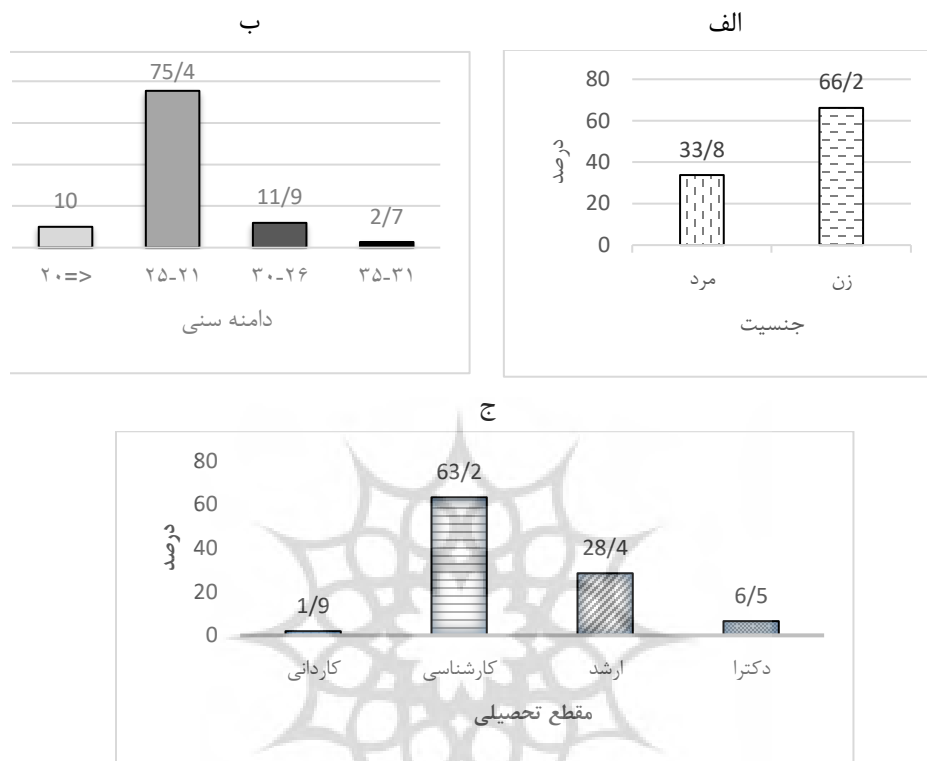 الف
80
60
40
20
0
درصد
33/8
66/2
مرد
زن
جنسیت
ب
10
75/4
11/9
2/7
۲۰=>
۲۵-۲۱
۳۰-۲۶
۳۵-۳۱
دامنه سنی
ج
80
60
40
20
0
درصد
1/9
63/2
28/4
6/5
کاردانی
کارشناسی
ارشد
دکترا
مقطع تحصیلی